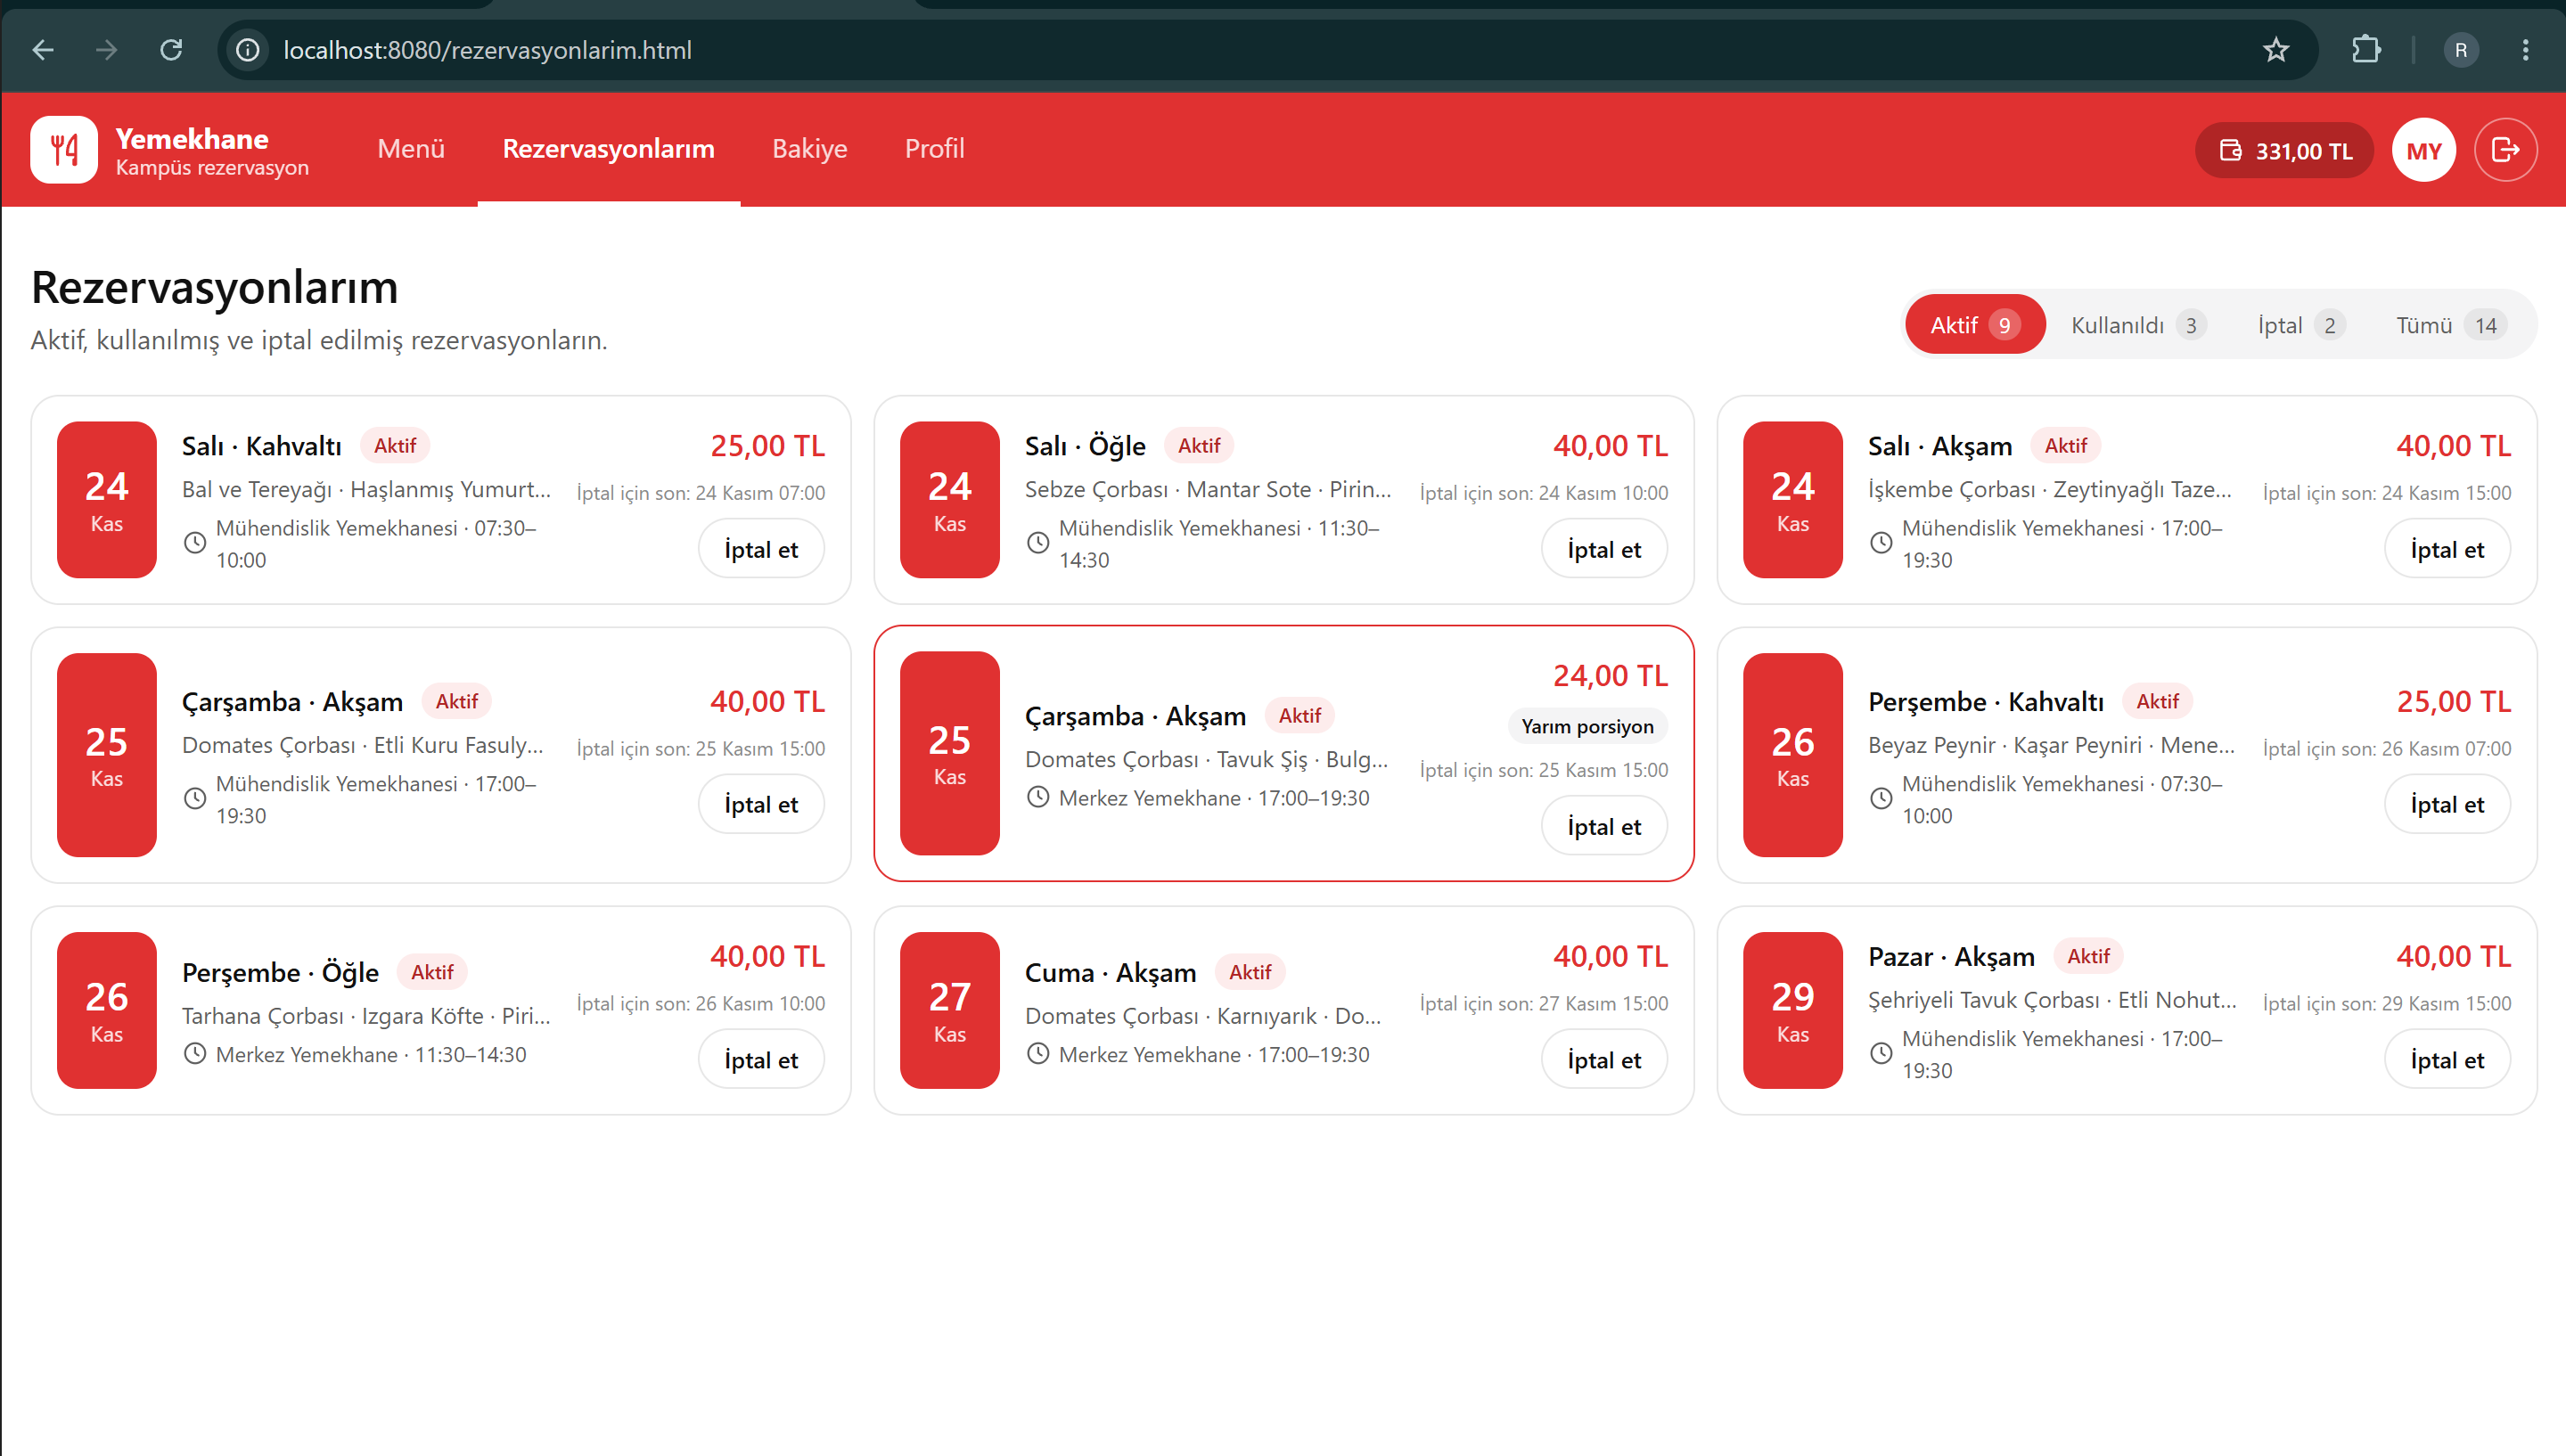 localhost:8080/rezervasyonlarim.html
R
Yemekhane
Kampüs rezervasyon
Menü
Rezervasyonlarım
Bakiye
Profil
331,00 TL
MY
Rezervasyonlarım
Aktif, kullanılmış ve iptal edilmiş rezervasyonların.
Aktif 9
Kullanıldı 3
İptal 2
Tümü 14
24
Kas
Salı · Kahvaltı
Aktif
Bal ve Tereyağı · Haşlanmış Yumurt...
Mühendislik Yemekhanesi · 07:30–
10:00
25,00 TL
İptal için son: 24 Kasım 07:00
İptal et
24
Kas
Salı · Öğle
Aktif
Sebze Çorbası · Mantar Sote · Pirin...
Mühendislik Yemekhanesi · 11:30–
14:30
40,00 TL
İptal için son: 24 Kasım 10:00
İptal et
24
Kas
Salı · Akşam
Aktif
İşkembe Çorbası · Zeytinyağlı Taze...
Mühendislik Yemekhanesi · 17:00–
19:30
40,00 TL
İptal için son: 24 Kasım 15:00
İptal et
25
Kas
Çarşamba · Akşam
Aktif
Domates Çorbası · Etli Kuru Fasuly...
Mühendislik Yemekhanesi · 17:00–
19:30
40,00 TL
İptal için son: 25 Kasım 15:00
İptal et
25
Kas
Çarşamba · Akşam
Aktif
Domates Çorbası · Tavuk Şiş · Bulg...
Merkez Yemekhane · 17:00–19:30
24,00 TL
Yarım porsiyon
İptal için son: 25 Kasım 15:00
İptal et
26
Kas
Perşembe · Kahvaltı
Aktif
Beyaz Peynir · Kaşar Peyniri · Mene...
Mühendislik Yemekhanesi · 07:30–
10:00
25,00 TL
İptal için son: 26 Kasım 07:00
İptal et
26
Kas
Perşembe · Öğle
Aktif
Tarhana Çorbası · Izgara Köfte · Piri...
Merkez Yemekhane · 11:30–14:30
40,00 TL
İptal için son: 26 Kasım 10:00
İptal et
27
Kas
Cuma · Akşam
Aktif
Domates Çorbası · Karnıyarık · Do...
Merkez Yemekhane · 17:00–19:30
40,00 TL
İptal için son: 27 Kasım 15:00
İptal et
29
Kas
Pazar · Akşam
Aktif
Şehriyeli Tavuk Çorbası · Etli Nohut...
Mühendislik Yemekhanesi · 17:00–
19:30
40,00 TL
İptal için son: 29 Kasım 15:00
İptal et